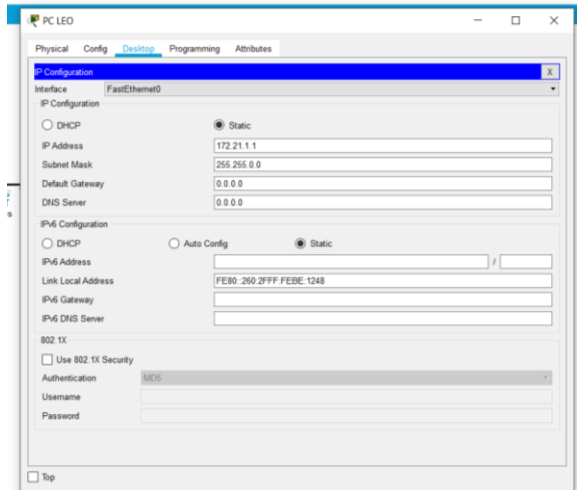 PC LEO
Physical Config Desktop Programming Attributes
IP Configuration X
Interface FastEthernet0
IP Configuration
DHCP Static
IP Address 172.21.1.1
Subnet Mask 255.255.0.0
Default Gateway 0.0.0.0
DNS Server 0.0.0.0
IPv6 Configuration
DHCP Auto Config Static
IPv6 Address /
Link Local Address FE80::260:2FFF:FEBE:1248
IPv6 Gateway
IPv6 DNS Server
802.1X
Use 802.1X Security
Authentication MD5
Username
Password
Top